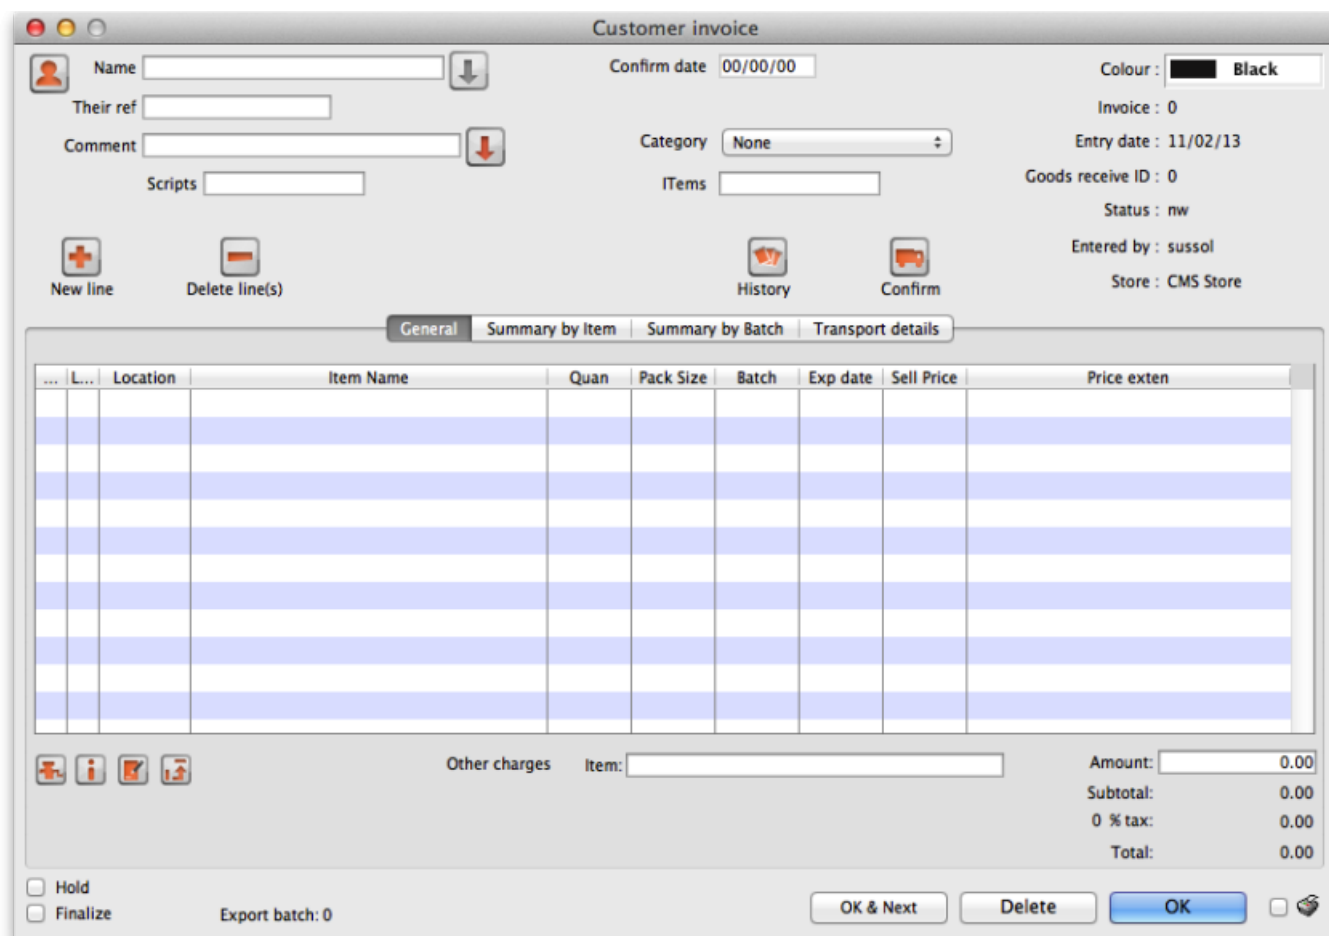 Customer invoice
Name
Confirm date 00/00/00
Colour : Black
Their ref
Invoice : 0
Comment
Category None
Entry date : 11/02/13
Scripts
ITems
Goods receive ID : 0
Status : nw
Entered by : sussol
Store : CMS Store
New line
Delete line(s)
History
Confirm
General Summary by Item Summary by Batch Transport details
... L... Location Item Name Quan Pack Size Batch Exp date Sell Price Price exten
Other charges Item:
Amount: 0.00
Subtotal: 0.00
0 % tax: 0.00
Total: 0.00
Hold
Finalize
Export batch: 0
OK & Next Delete OK